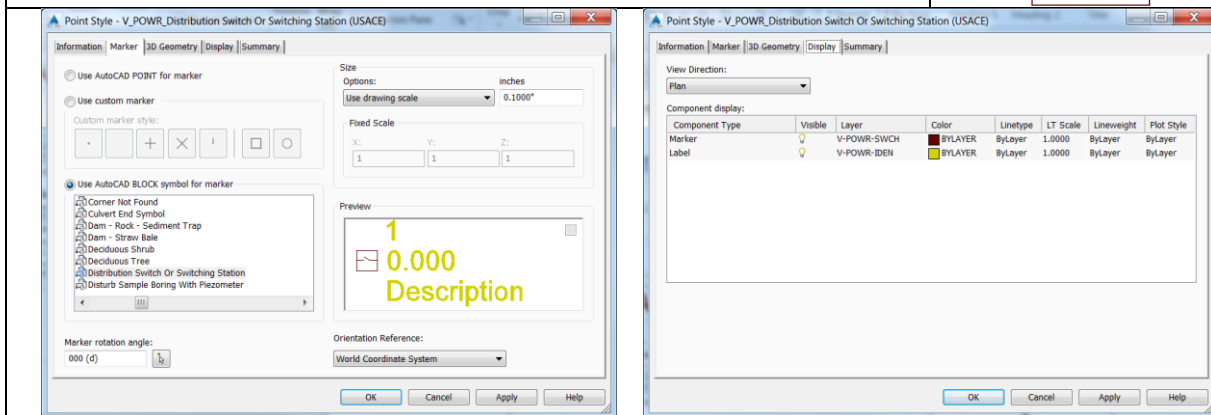 Point Style - V_POWR_Distribution Switch Or Switching Station (USACE)
Information Marker 3D Geometry Display Summary
Use AutoCAD POINT for marker
Use custom marker
Custom marker style:
Use AutoCAD BLOCK symbol for marker
Corner Not Found
Culvert End Symbol
Dam - Rock - Sediment Trap
Dam - Straw Bale
Deciduous Shrub
Deciduous Tree
Distribution Switch Or Switching Station
Disturb Sample Boring With Piezometer
Marker rotation angle:
000 (d)
Size
Options: inches
Use drawing scale 0.1000"
Fixed Scale
X: Y: Z:
1 1 1
Preview
1
0.000
Description
Orientation Reference:
World Coordinate System
OK Cancel Apply Help
Point Style - V_POWR_Distribution Switch Or Switching Station (USACE)
Information Marker 3D Geometry Display Summary
View Direction:
Plan
Component display:
Component Type Visible Layer Color Linetype LT Scale Lineweight Plot Style
Marker V-POWR-SWCH BYLAYER ByLayer 1.0000 ByLayer ByLayer
Label V-POWR-IDEN BYLAYER ByLayer 1.0000 ByLayer ByLayer
OK Cancel Apply Help